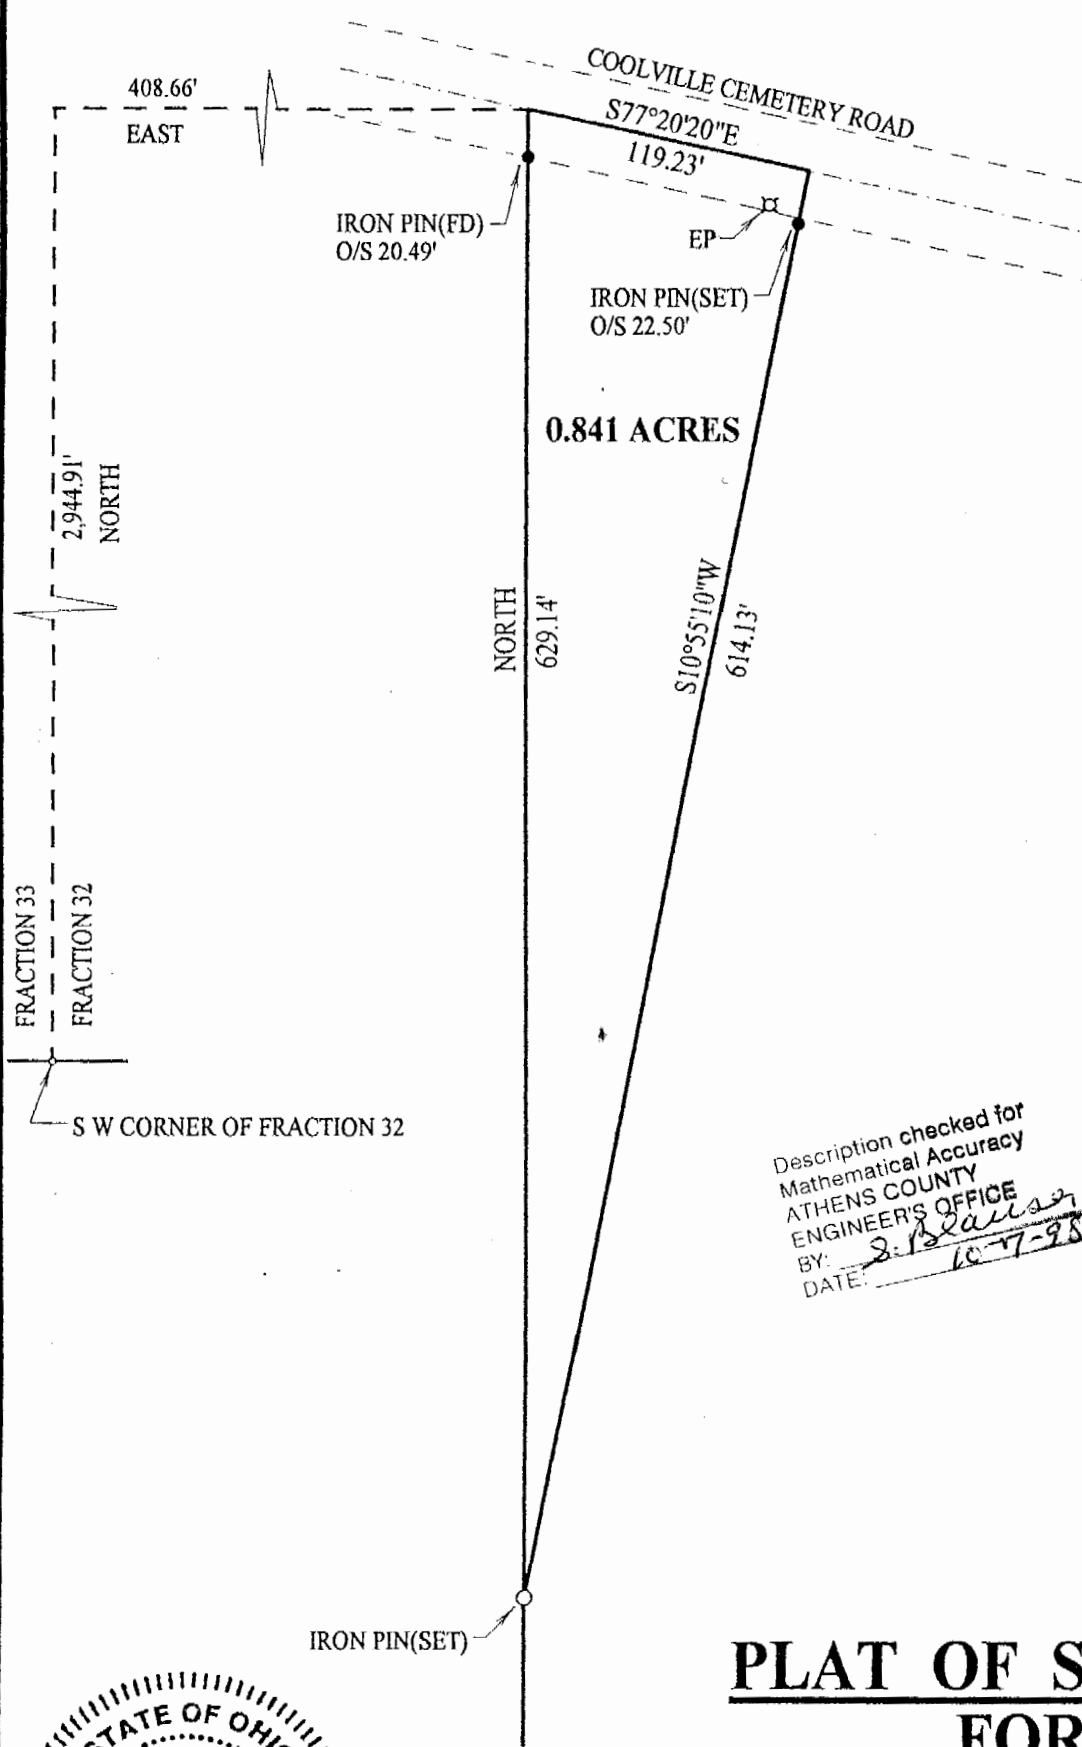 COOLVILLE CEMETERY ROAD
408.66'
EAST
S77°20'20"E
119.23'
IRON PIN(FD)
O/S 20.49'
EP
IRON PIN(SET)
O/S 22.50'
0.841 ACRES
2,944.91'
NORTH
NORTH
629.14'
S10°55'10"W
614.13'
FRACTION 33
FRACTION 32
S W CORNER OF FRACTION 32
Description checked for
Mathematical Accuracy
ATHENS COUNTY
ENGINEER'S OFFICE
BY: S.
DATE: 10-7-98
IRON PIN(SET)
PLAT OF S
FOR
STATE OF OHIO